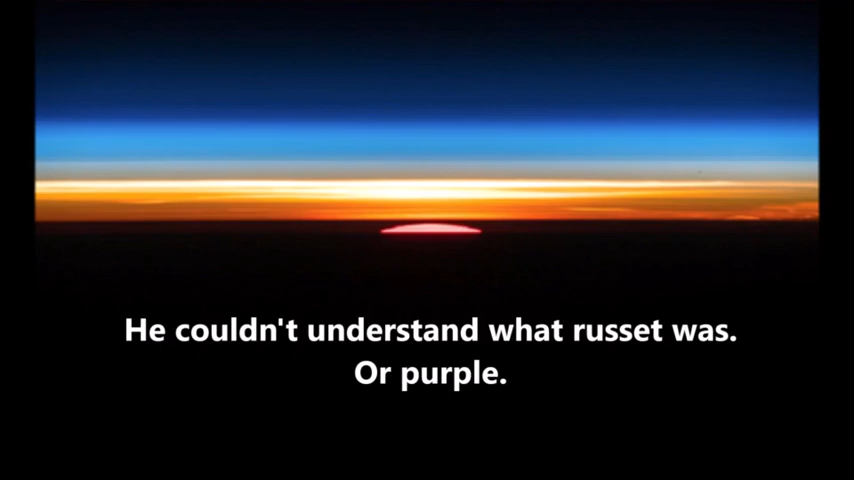 He couldn't understand what russet was.
Or purple.